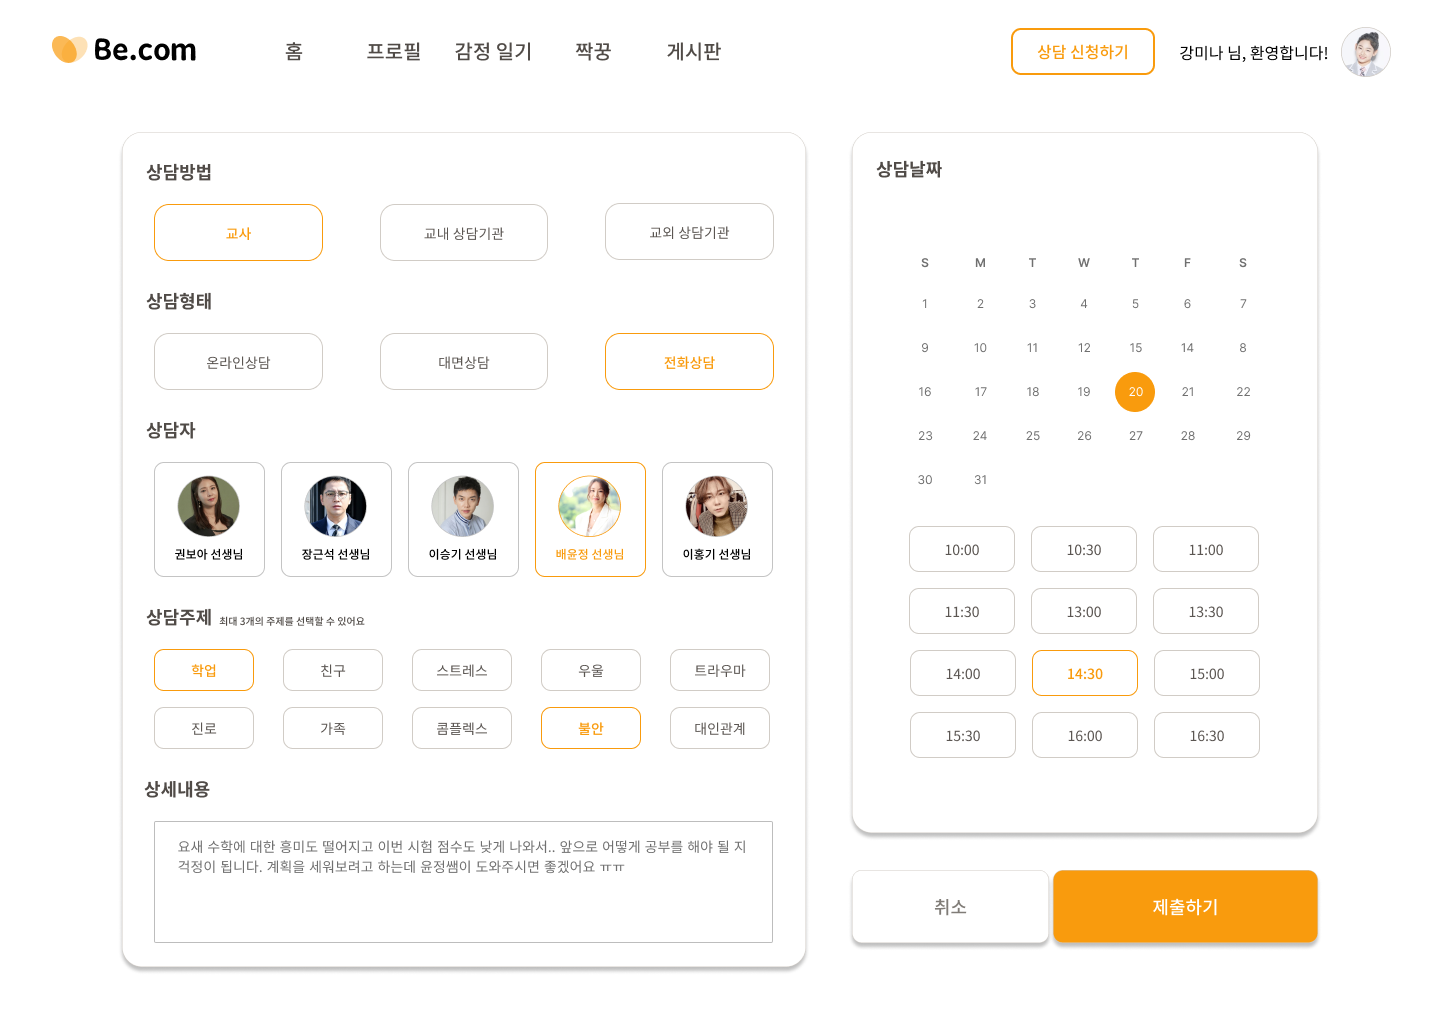 Be.com 홈 프로필 감정 일기 짝꿍 게시판 상담 신청하기 강미나 님, 환영합니다!
상담방법
교사 교내 상담기관 교외 상담기관
상담형태
온라인상담 대면상담 전화상담
상담자
권보아 선생님 장근석 선생님 이승기 선생님 배윤정 선생님 이홍기 선생님
상담주제 최대 3개의 주제를 선택할 수 있어요
학업 친구 스트레스 우울 트라우마
진로 가족 콤플렉스 불안 대인관계
상세내용
요새 수학에 대한 흥미도 떨어지고 이번 시험 점수도 낮게 나와서.. 앞으로 어떻게 공부를 해야 될 지
걱정이 됩니다. 계획을 세워보려고 하는데 윤정쌤이 도와주시면 좋겠어요 ㅠㅠ
상담날짜
S M T W T F S
1 2 3 4 5 6 7
9 10 11 12 15 14 8
16 17 18 19 20 21 22
23 24 25 26 27 28 29
30 31
10:00 10:30 11:00
11:30 13:00 13:30
14:00 14:30 15:00
15:30 16:00 16:30
취소 제출하기